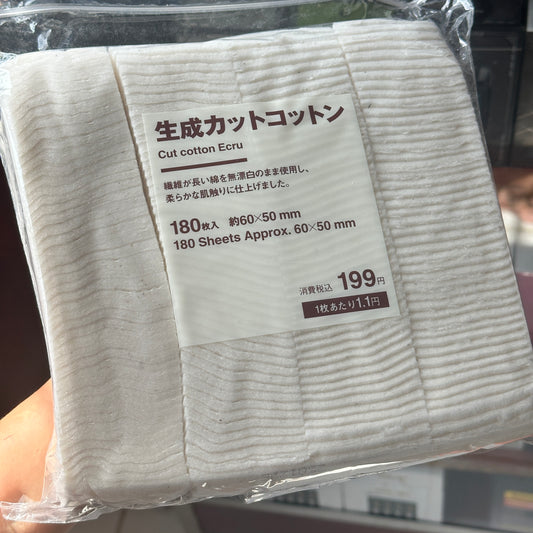 生成カットコットン
Cut cotton Ecru
繊維が長い綿を無漂白のまま使用し、
柔らかな肌触りに仕上げました。
180枚入 約60×50 mm
180 Sheets Approx. 60×50 mm
消費税込 199円
1枚あたり1.1円